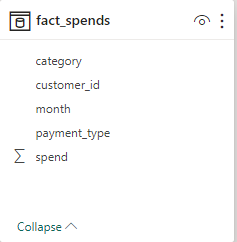 fact_spends
category
customer_id
month
payment_type
∑ spend
Collapse